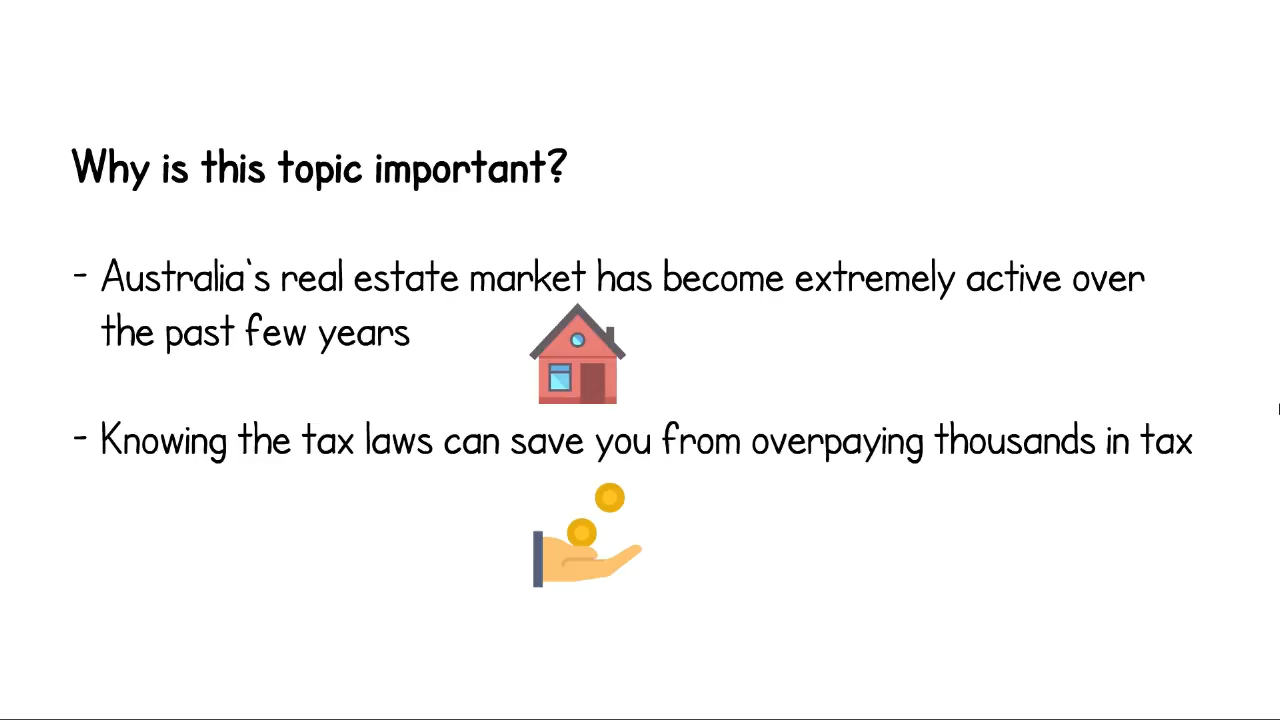 Why is this topic important?
- Australia's real estate market has become extremely active over
the past few years
- Knowing the tax laws can save you from overpaying thousands in tax